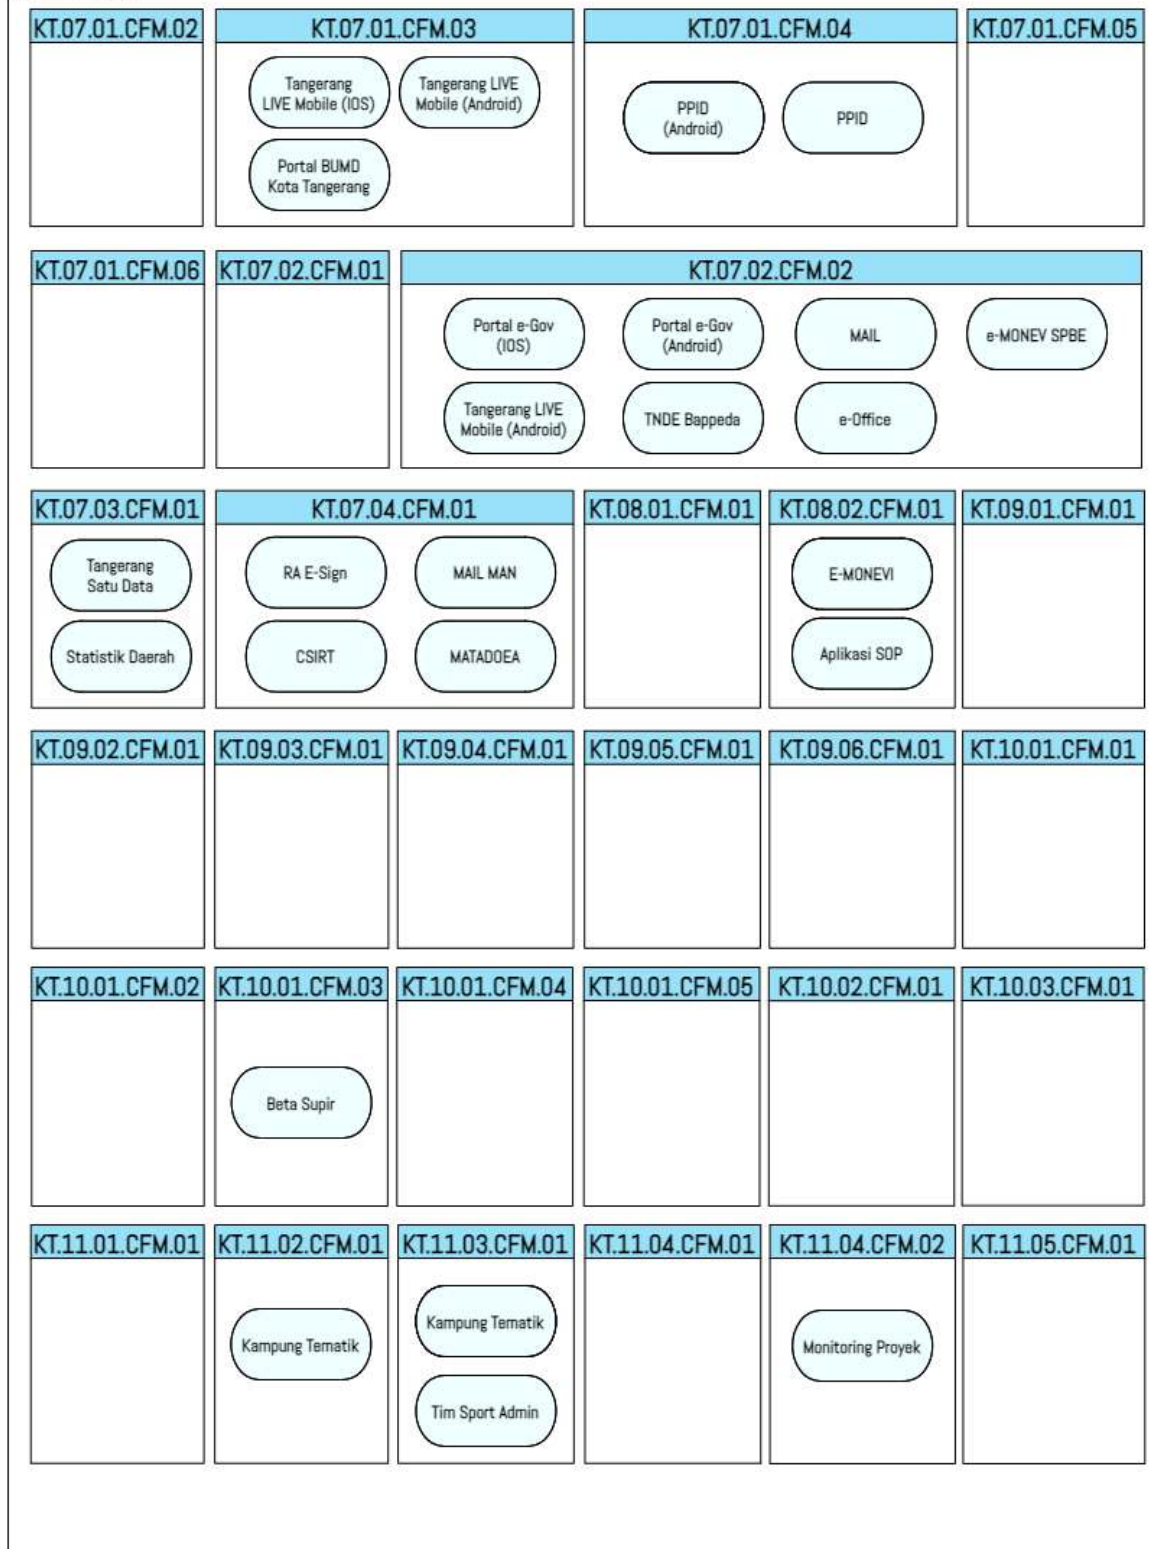 KT.07.01.CFM.02
KT.07.01.CFM.03
KT.07.01.CFM.04
KT.07.01.CFM.05
Tangerang
LIVE Mobile (IOS)
Tangerang LIVE
Mobile (Android)
Portal BUMD
Kota Tangerang
PPID
(Android)
PPID
KT.07.01.CFM.06
KT.07.02.CFM.01
KT.07.02.CFM.02
Portal e-Gov
(IOS)
Portal e-Gov
(Android)
MAIL
e-MONEV SPBE
Tangerang LIVE
Mobile (Android)
TNDE Bappeda
e-Office
KT.07.03.CFM.01
KT.07.04.CFM.01
KT.08.01.CFM.01
KT.08.02.CFM.01
KT.09.01.CFM.01
Tangerang
Satu Data
Statistik Daerah
RA E-Sign
MAIL MAN
CSIRT
MATADOEA
E-MONEVI
Aplikasi SOP
KT.09.02.CFM.01
KT.09.03.CFM.01
KT.09.04.CFM.01
KT.09.05.CFM.01
KT.09.06.CFM.01
KT.10.01.CFM.01
KT.10.01.CFM.02
KT.10.01.CFM.03
KT.10.01.CFM.04
KT.10.01.CFM.05
KT.10.02.CFM.01
KT.10.03.CFM.01
Beta Supir
KT.11.01.CFM.01
KT.11.02.CFM.01
KT.11.03.CFM.01
KT.11.04.CFM.01
KT.11.04.CFM.02
KT.11.05.CFM.01
Kampung Tematik
Kampung Tematik
Tim Sport Admin
Monitoring Proyek